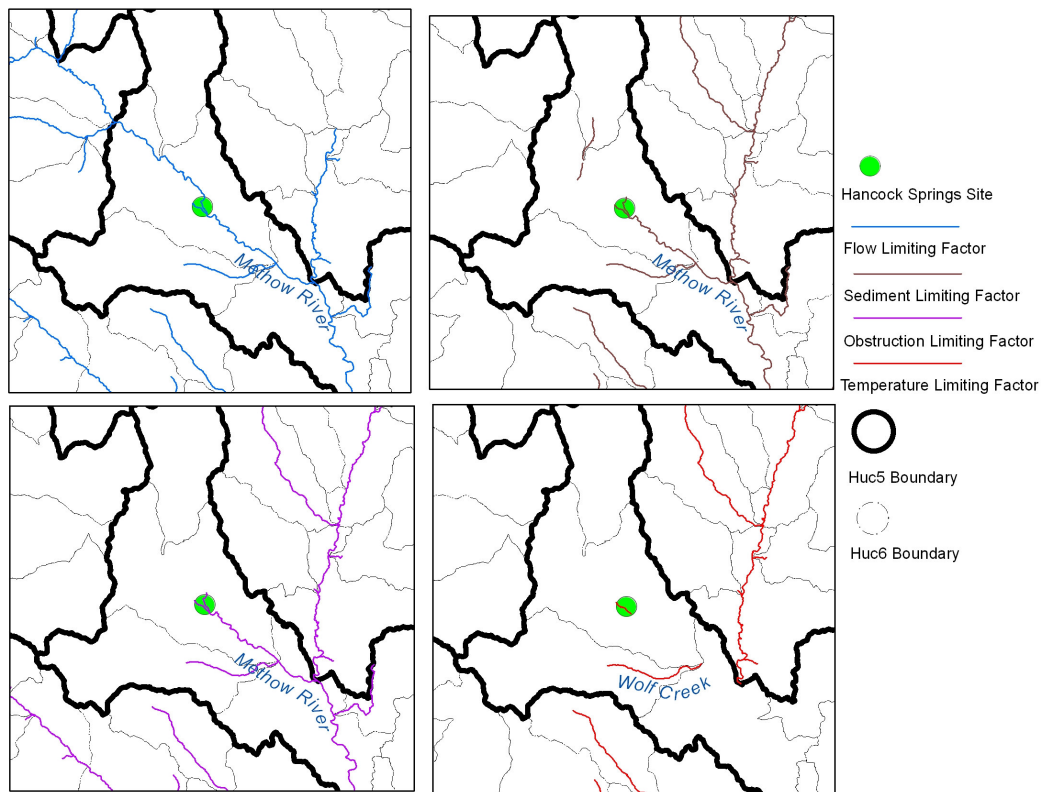 Methow River
Methow River
Hancock Springs Site
Flow Limiting Factor
Sediment Limiting Factor
Obstruction Limiting Factor
Temperature Limiting Factor
Huc5 Boundary
Huc6 Boundary
Methow River
Wolf Creek